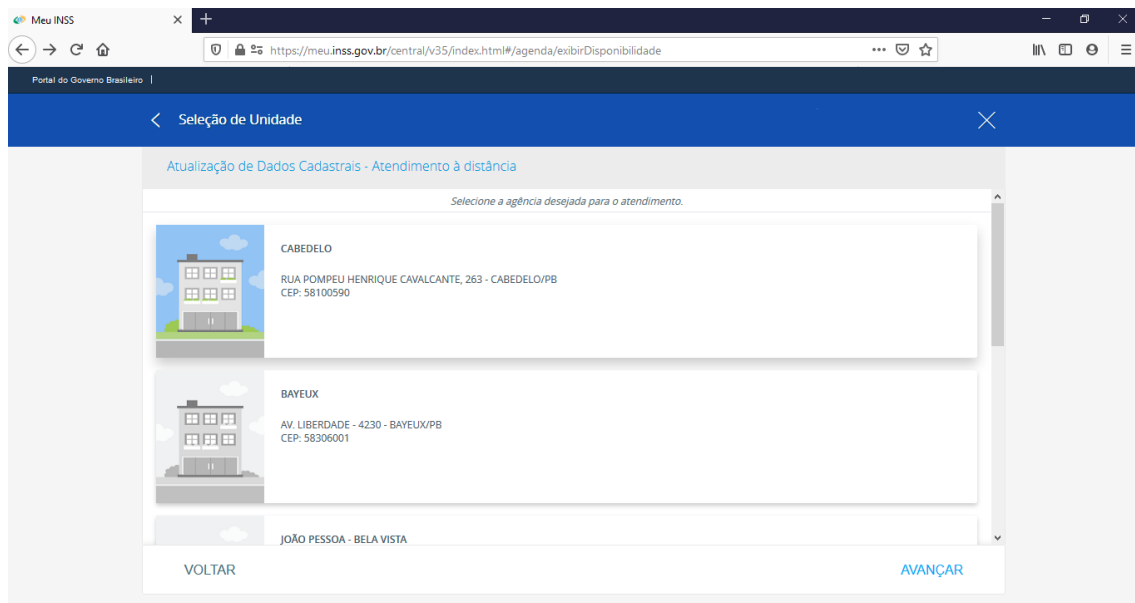 Meu INSS
https://meu.inss.gov.br/central/v35/index.html#/agenda/exibirDisponibilidade
Portal do Governo Brasileiro |
Seleção de Unidade
Atualização de Dados Cadastrais - Atendimento à distância
Selecione a agência desejada para o atendimento.
CABEDELO
RUA POMPEU HENRIQUE CAVALCANTE, 263 - CABEDELO/PB
CEP: 58100590
BAYEUX
AV. LIBERDADE - 4230 - BAYEUX/PB
CEP: 58306001
JOÃO PESSOA - BELA VISTA
VOLTAR
AVANÇAR